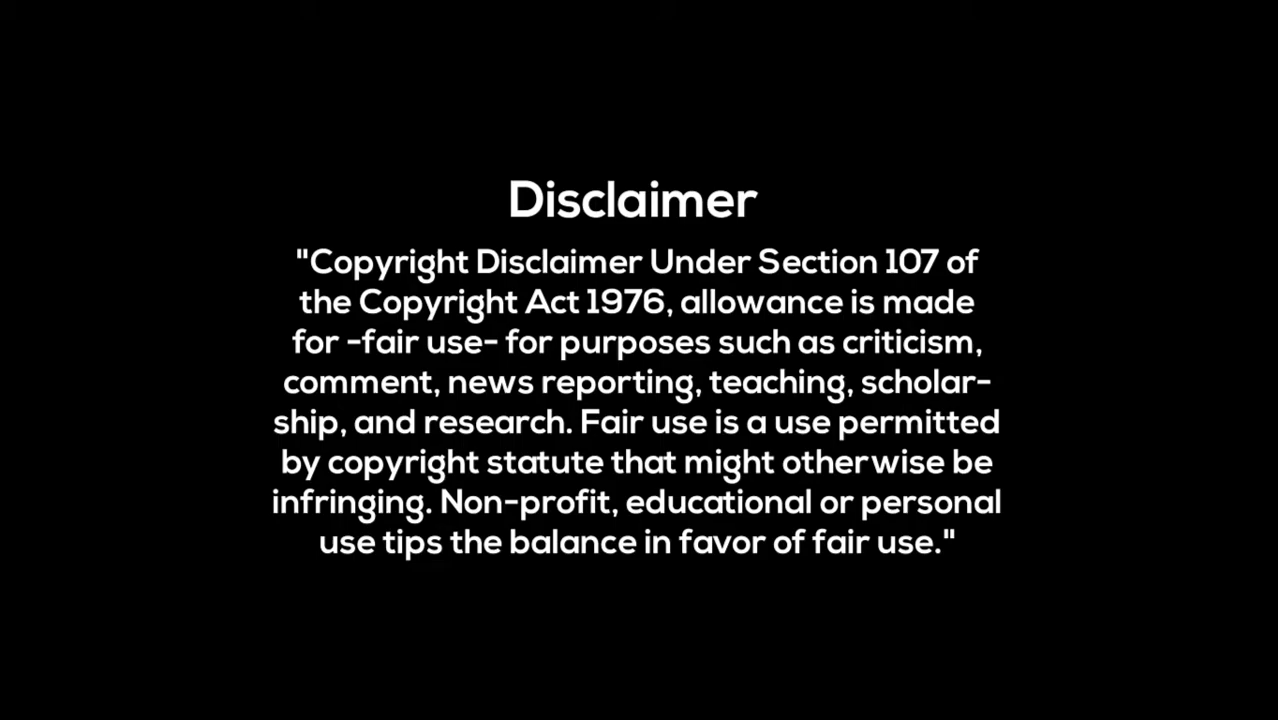 Disclaimer
"Copyright Disclaimer Under Section 107 of
the Copyright Act 1976, allowance is made
for -fair use- for purposes such as criticism,
comment, news reporting, teaching, scholar-
ship, and research. Fair use is a use permitted
by copyright statute that might otherwise be
infringing. Non-profit, educational or personal
use tips the balance in favor of fair use."